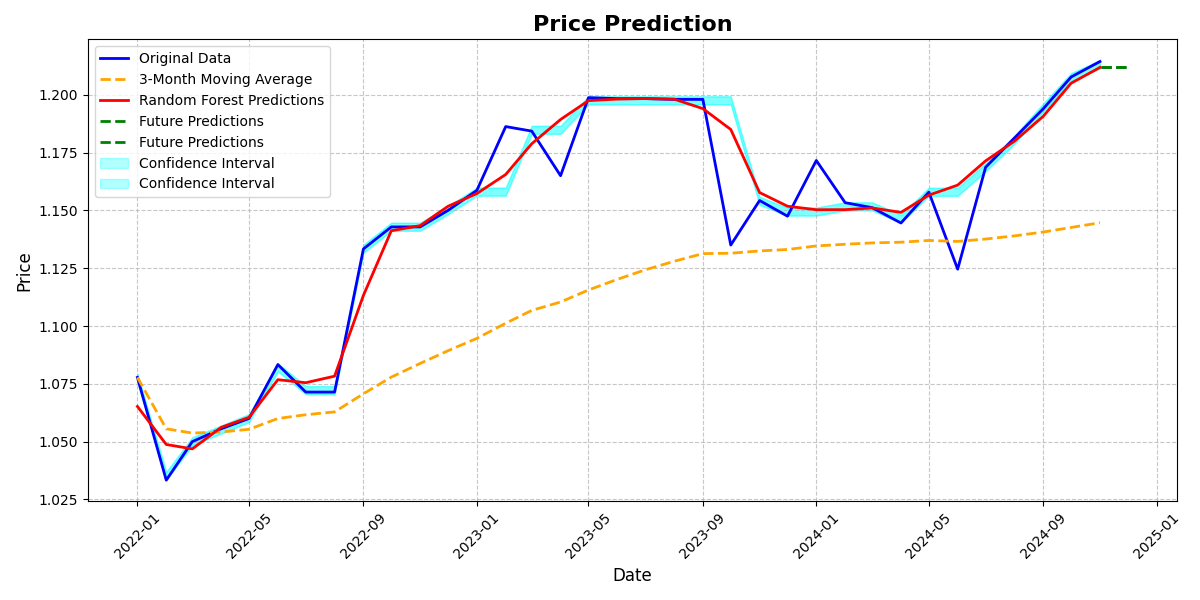 Price Prediction
Original Data
3-Month Moving Average
Random Forest Predictions
Future Predictions
Future Predictions
Confidence Interval
Confidence Interval
Price
1.200
1.175
1.150
1.125
1.100
1.075
1.050
1.025
2022-01
2022-05
2022-09
2023-01
2023-05
2023-09
2024-01
2024-05
2024-09
2025-01
Date